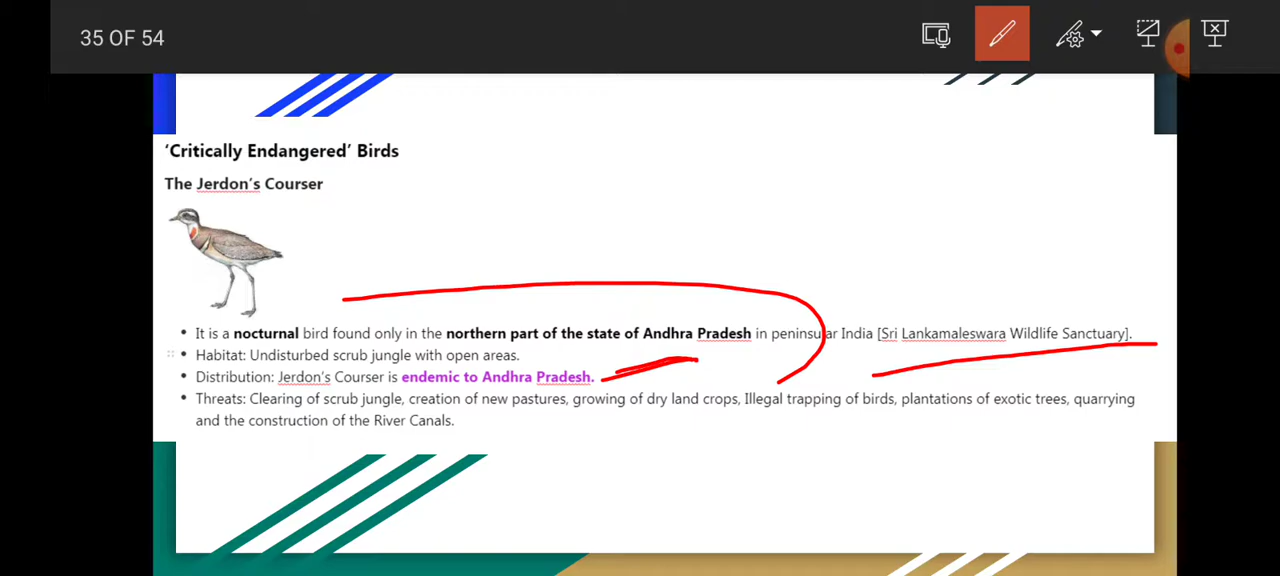 35 OF 54
‘Critically Endangered’ Birds
The Jerdon’s Courser
• It is a nocturnal bird found only in the northern part of the state of Andhra Pradesh in peninsular India [Sri Lankamaleswara Wildlife Sanctuary].
• Habitat: Undisturbed scrub jungle with open areas.
• Distribution: Jerdon’s Courser is endemic to Andhra Pradesh.
• Threats: Clearing of scrub jungle, creation of new pastures, growing of dry land crops, Illegal trapping of birds, plantations of exotic trees, quarrying
and the construction of the River Canals.